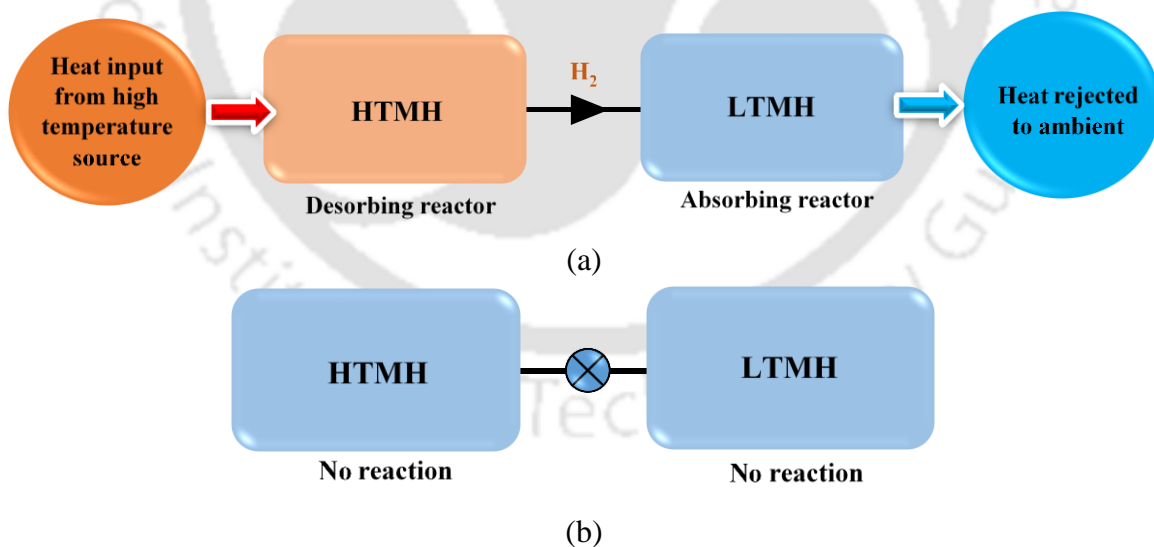 Heat input
from high
temperature
source
HTMH
H₂
LTMH
Heat rejected
to ambient
Desorbing reactor
Absorbing reactor
(a)
HTMH
LTMH
No reaction
No reaction
(b)